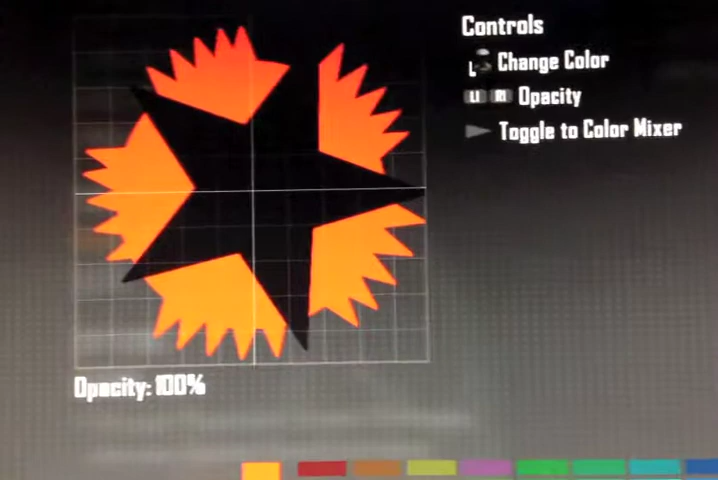 Controls
L Change Color
Opacity
Toggle to Color Mixer
Opacity: 100%